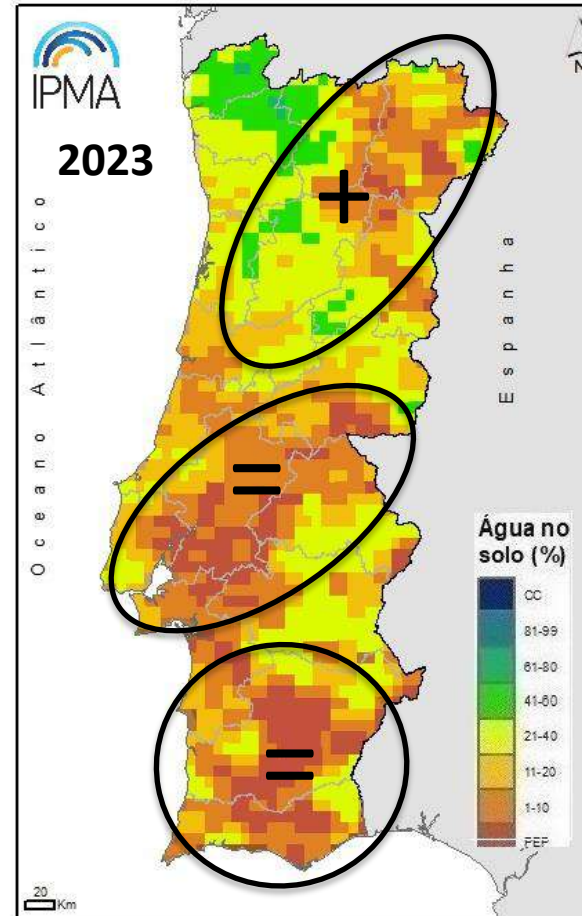 IPMA
2023
N
Oceano Atlântico
Espanha
+
=
=
Água no
solo (%)
CC
81-99
61-80
41-60
21-40
11-20
1-10
PEP
20
Km